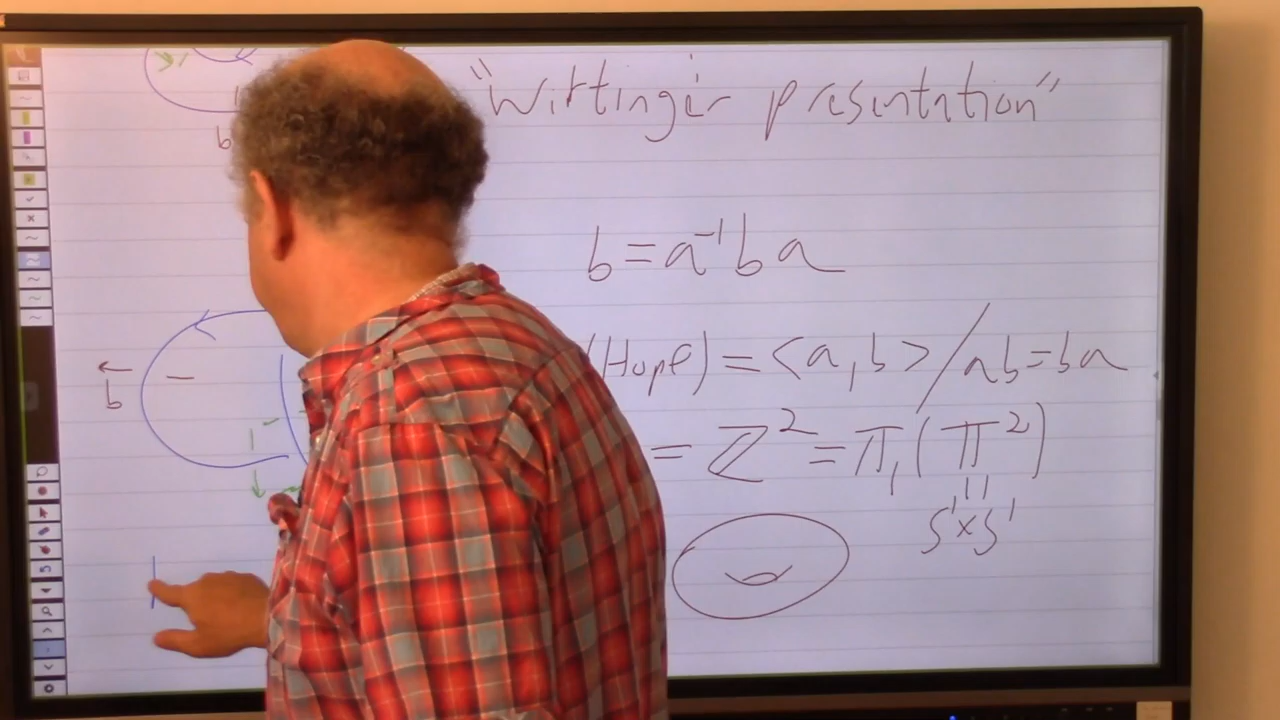 "Wirtinger presentation"
b
b = a⁻¹ba
b
(Hopf) = <a,b>/ab=ba
= ℤ² = π₁(𝕋²)
||
S¹×S¹